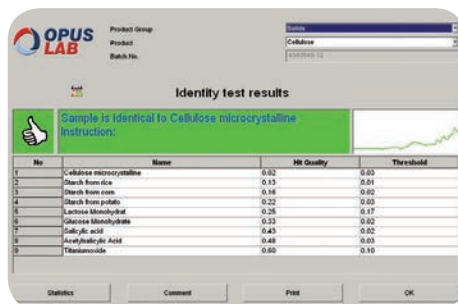 OPUS
LAB
Product Group
Solids
Product
Cellulose
Batch No.
Identity test results
Sample is identical to Cellulose microcrystalline
Instruction:
No Name Hit Quality Threshold
1 Cellulose microcrystalline 0.02 0.03
2 Starch from rice 0.13 0.01
3 Starch from corn 0.16 0.02
4 Starch from potato 0.22 0.03
5 Lactose Monohydrat 0.25 0.17
6 Glucose Monohydrate 0.33 0.02
7 Salicylic acid 0.43 0.02
8 Acetylsalicylic Acid 0.48 0.03
9 Titaniumoxide 0.60 0.10
Statistics Comment Print OK